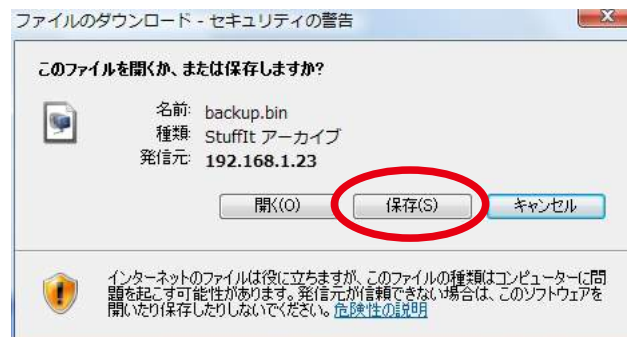 ファイルのダウンロード - セキュリティの警告
このファイルを開くか、または保存しますか?
名前: backup.bin
種類: StuffIt アーカイブ
発信元: 192.168.1.23
開く(O) 保存(S) キャンセル
インターネットのファイルは役に立ちますが、このファイルの種類はコンピューターに問
題を起こす可能性があります。発信元が信頼できない場合は、このソフトウェアを
開いたり保存したりしないでください。危険性の説明